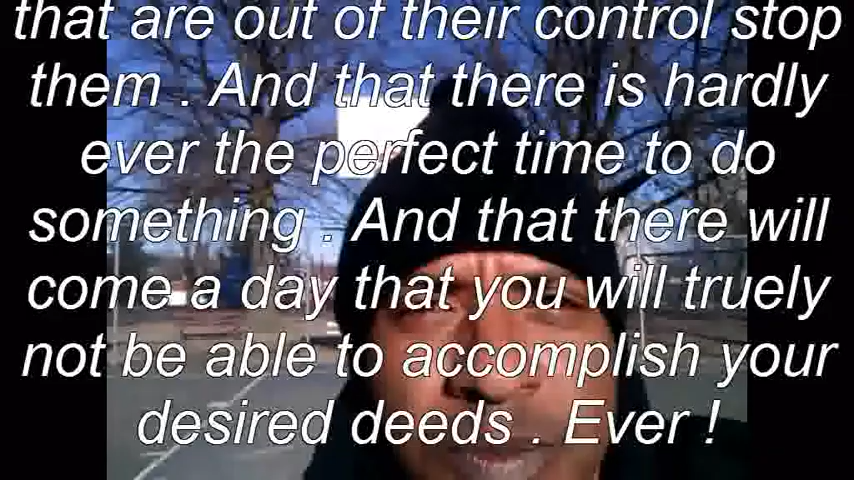 that are out of their control stop
them . And that there is hardly
ever the perfect time to do
something . And that there will
come a day that you will truely
not be able to accomplish your
desired deeds . Ever !